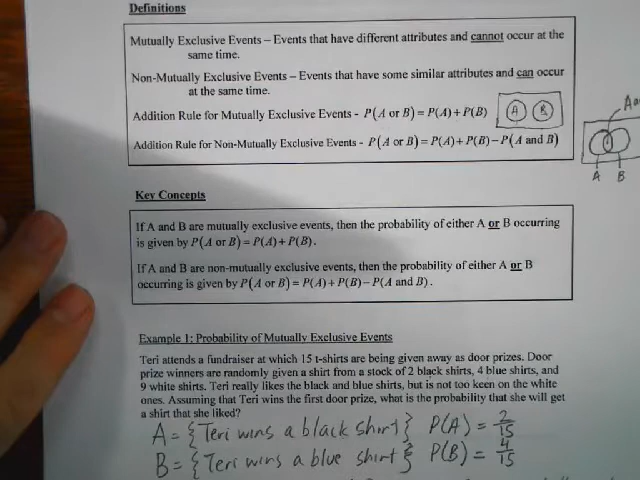 Definitions
Mutually Exclusive Events – Events that have different attributes and cannot occur at the
same time.
Non-Mutually Exclusive Events – Events that have some similar attributes and can occur
at the same time.
Addition Rule for Mutually Exclusive Events - P(A or B) = P(A)+P(B)
A B
Addition Rule for Non-Mutually Exclusive Events - P(A or B) = P(A)+P(B)−P(A and B)
A B
Key Concepts
If A and B are mutually exclusive events, then the probability of either A or B occurring
is given by P(A or B) = P(A)+P(B).
If A and B are non-mutually exclusive events, then the probability of either A or B
occurring is given by P(A or B) = P(A)+P(B)−P(A and B).
Example 1: Probability of Mutually Exclusive Events
Teri attends a fundraiser at which 15 t-shirts are being given away as door prizes. Door
prize winners are randomly given a shirt from a stock of 2 black shirts, 4 blue shirts, and
9 white shirts. Teri really likes the black and blue shirts, but is not too keen on the white
ones. Assuming that Teri wins the first door prize, what is the probability that she will get
a shirt that she liked?
A = {Teri wins a black shirt} P(A) = 2/15
B = {Teri wins a blue shirt} P(B) = 4/15